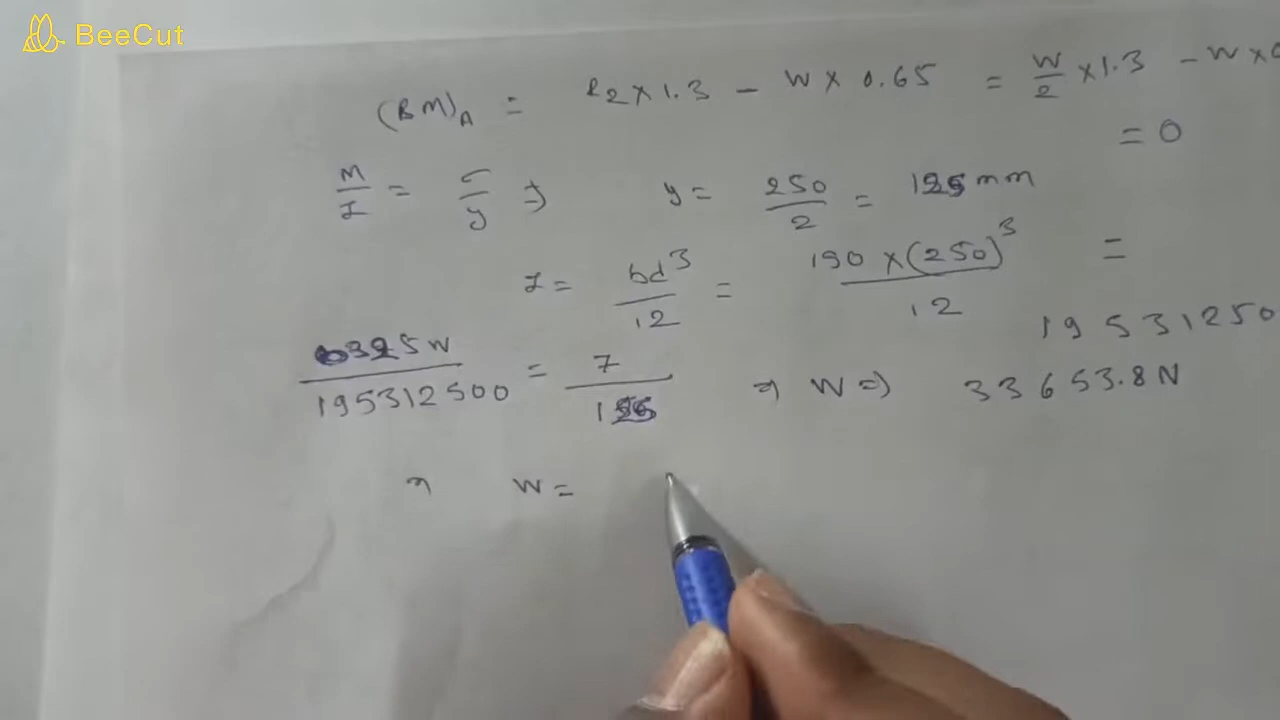 BeeCut
(BM)A = R2 × 1.3 - W × 0.65 = W/2 × 1.3 - W × 0
= 0
M/I = σ/y ⇒ y = 250/2 = 125 mm
I = bd³/12 = 150 × (250)³/12 =
19531250
325 W/195312500 = 7/125 ⇒ W ⇒ 33653.8 N
⇒ W =